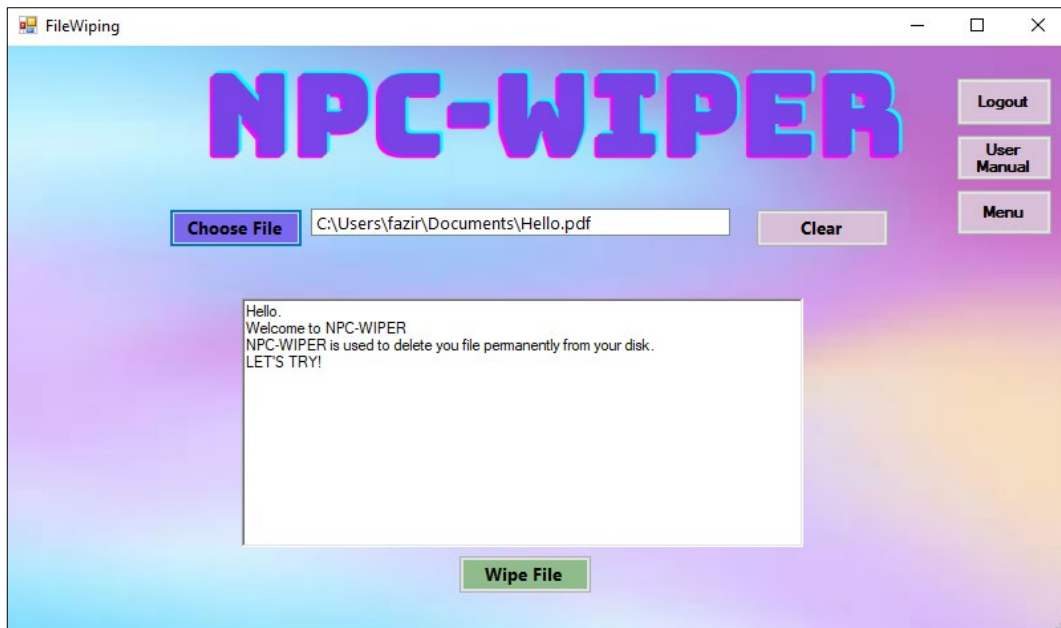 FileWiping
NPC-WIPER
Logout
User
Manual
Menu
Choose File
C:\Users\fazir\Documents\Hello.pdf
Clear
Hello.
Welcome to NPC-WIPER
NPC-WIPER is used to delete you file permanently from your disk.
LET'S TRY!
Wipe File